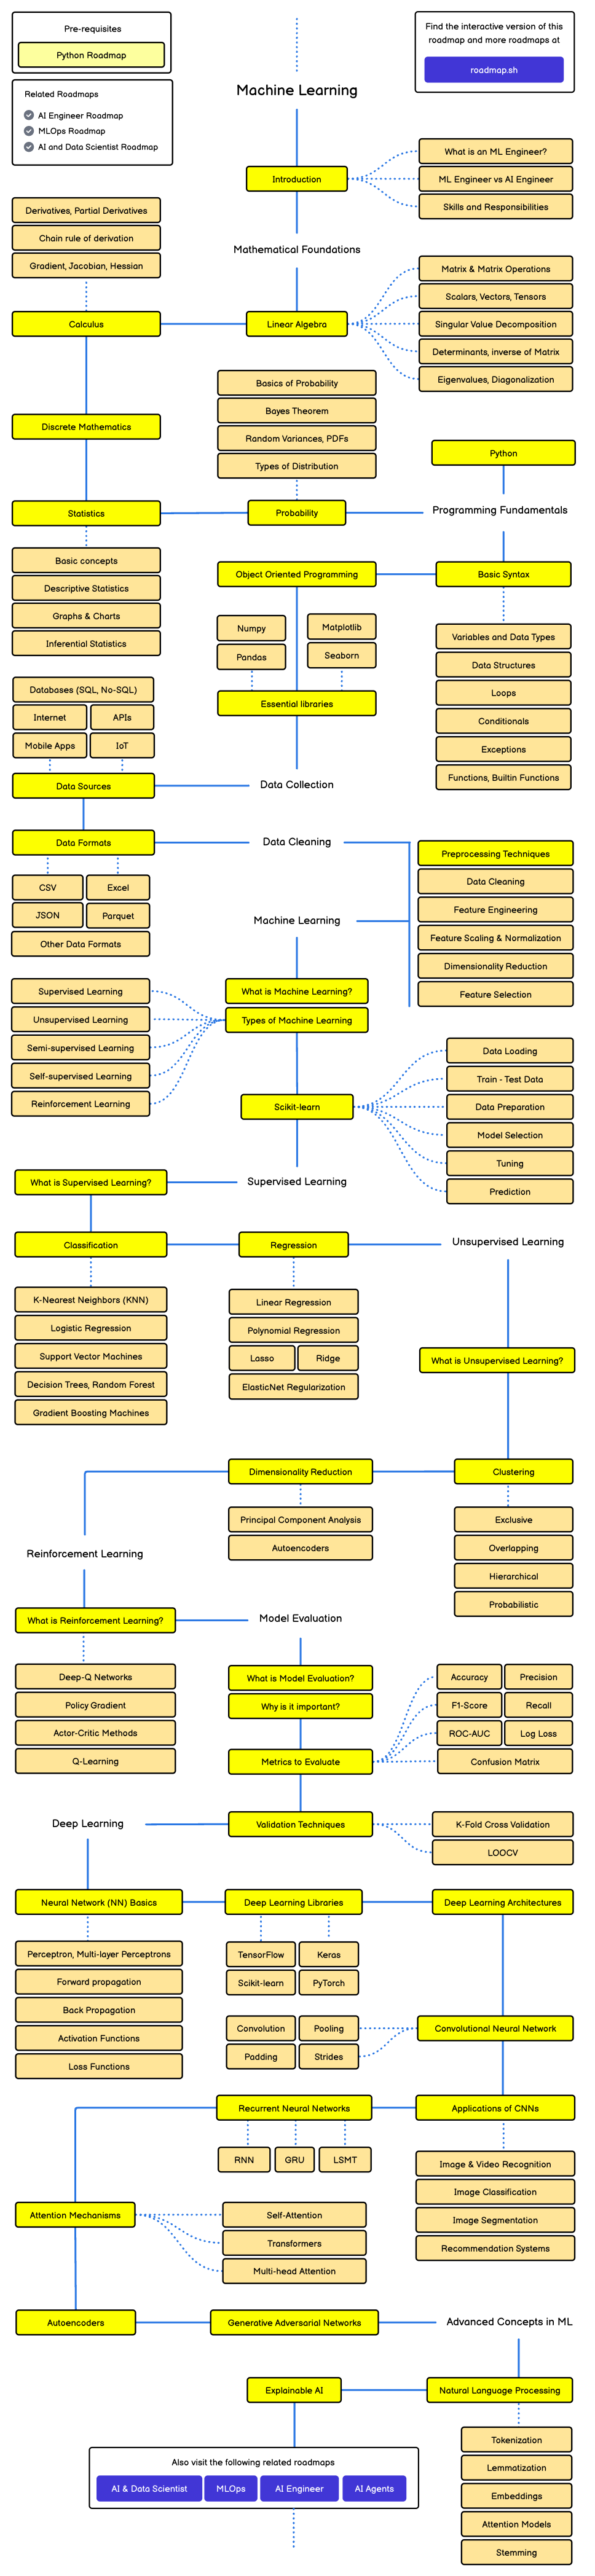 Pre-requisites
Python Roadmap
Find the interactive version of this
roadmap and more roadmaps at
roadmap.sh
Related Roadmaps
AI Engineer Roadmap
MLOps Roadmap
AI and Data Scientist Roadmap
Machine Learning
Introduction
What is an ML Engineer?
ML Engineer vs AI Engineer
Skills and Responsibilities
Mathematical Foundations
Derivatives, Partial Derivatives
Chain rule of derivation
Gradient, Jacobian, Hessian
Calculus
Linear Algebra
Matrix & Matrix Operations
Scalars, Vectors, Tensors
Singular Value Decomposition
Determinants, inverse of Matrix
Eigenvalues, Diagonalization
Discrete Mathematics
Basics of Probability
Bayes Theorem
Random Variances, PDFs
Types of Distribution
Statistics
Probability
Python
Programming Fundamentals
Basic concepts
Descriptive Statistics
Graphs & Charts
Inferential Statistics
Object Oriented Programming
Basic Syntax
Numpy
Matplotlib
Pandas
Seaborn
Essential libraries
Variables and Data Types
Data Structures
Loops
Conditionals
Exceptions
Functions, Builtin Functions
Databases (SQL, No-SQL)
Internet
APIs
Mobile Apps
IoT
Data Sources
Data Collection
Data Formats
Data Cleaning
CSV
Excel
JSON
Parquet
Other Data Formats
Preprocessing Techniques
Data Cleaning
Feature Engineering
Feature Scaling & Normalization
Dimensionality Reduction
Feature Selection
Machine Learning
What is Machine Learning?
Types of Machine Learning
Supervised Learning
Unsupervised Learning
Semi-supervised Learning
Self-supervised Learning
Reinforcement Learning
Scikit-learn
Data Loading
Train - Test Data
Data Preparation
Model Selection
Tuning
Prediction
What is Supervised Learning?
Supervised Learning
Classification
Regression
Unsupervised Learning
K-Nearest Neighbors (KNN)
Logistic Regression
Support Vector Machines
Decision Trees, Random Forest
Gradient Boosting Machines
Linear Regression
Polynomial Regression
Lasso
Ridge
ElasticNet Regularization
What is Unsupervised Learning?
Dimensionality Reduction
Clustering
Principal Component Analysis
Autoencoders
Exclusive
Overlapping
Hierarchical
Probabilistic
Reinforcement Learning
What is Reinforcement Learning?
Model Evaluation
Deep-Q Networks
Policy Gradient
Actor-Critic Methods
Q-Learning
What is Model Evaluation?
Why is it important?
Metrics to Evaluate
Accuracy
Precision
F1-Score
Recall
ROC-AUC
Log Loss
Confusion Matrix
Deep Learning
Validation Techniques
K-Fold Cross Validation
LOOCV
Neural Network (NN) Basics
Deep Learning Libraries
Deep Learning Architectures
Perceptron, Multi-layer Perceptrons
Forward propagation
Back Propagation
Activation Functions
Loss Functions
TensorFlow
Keras
Scikit-learn
PyTorch
Convolution
Pooling
Padding
Strides
Convolutional Neural Network
Recurrent Neural Networks
Applications of CNNs
RNN
GRU
LSMT
Image & Video Recognition
Image Classification
Image Segmentation
Recommendation Systems
Attention Mechanisms
Self-Attention
Transformers
Multi-head Attention
Autoencoders
Generative Adversarial Networks
Advanced Concepts in ML
Explainable AI
Natural Language Processing
Tokenization
Lemmatization
Embeddings
Attention Models
Stemming
Also visit the following related roadmaps
AI & Data Scientist
MLOps
AI Engineer
AI Agents